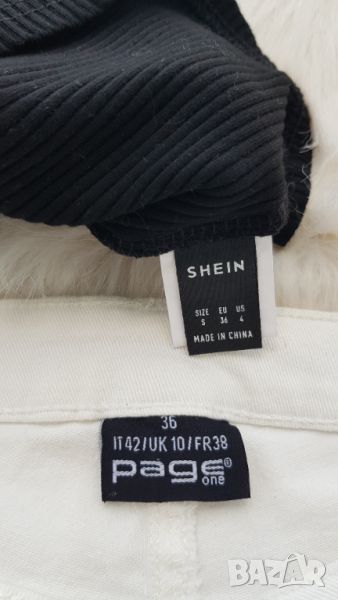 SHEIN
SIZE EU US
S 36 4
MADE IN CHINA
36
IT42/UK 10/FR38
page®
one
BAZAR